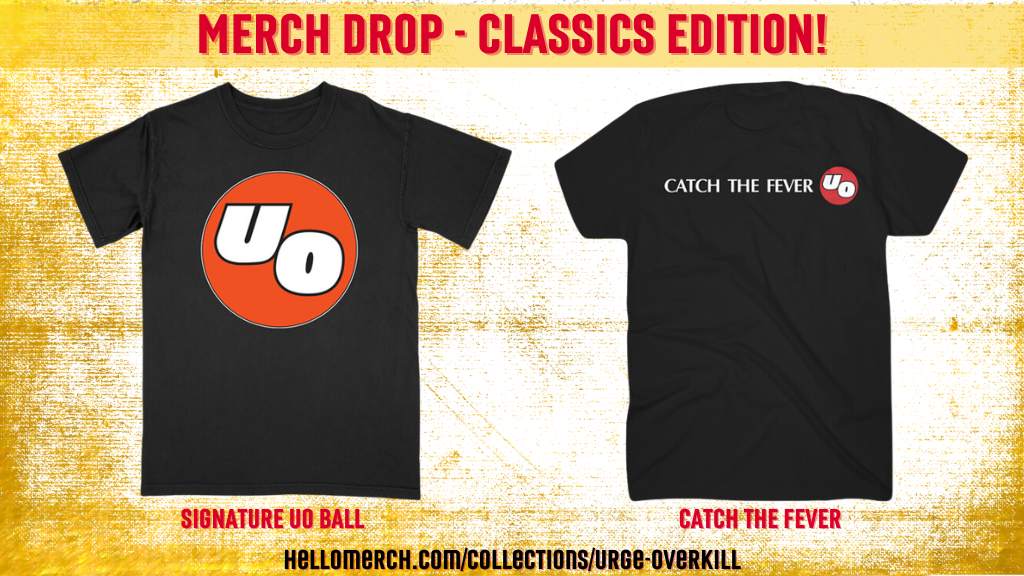 MERCH DROP - CLASSICS EDITION!
UO
CATCH THE FEVER UO
SIGNATURE UO BALL
CATCH THE FEVER
HELLOMERCH.COM/COLLECTIONS/URGE-OVERKILL